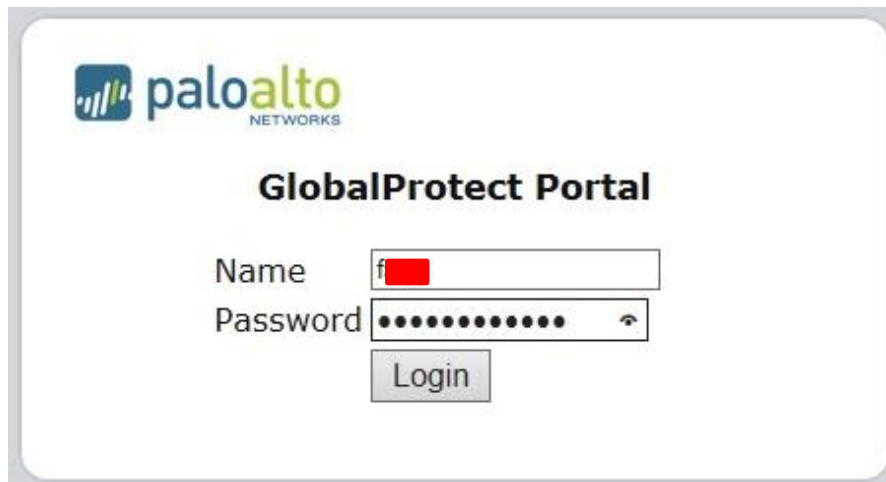 paloalto
NETWORKS
GlobalProtect Portal
Name f
Password ••••••••••••
Login